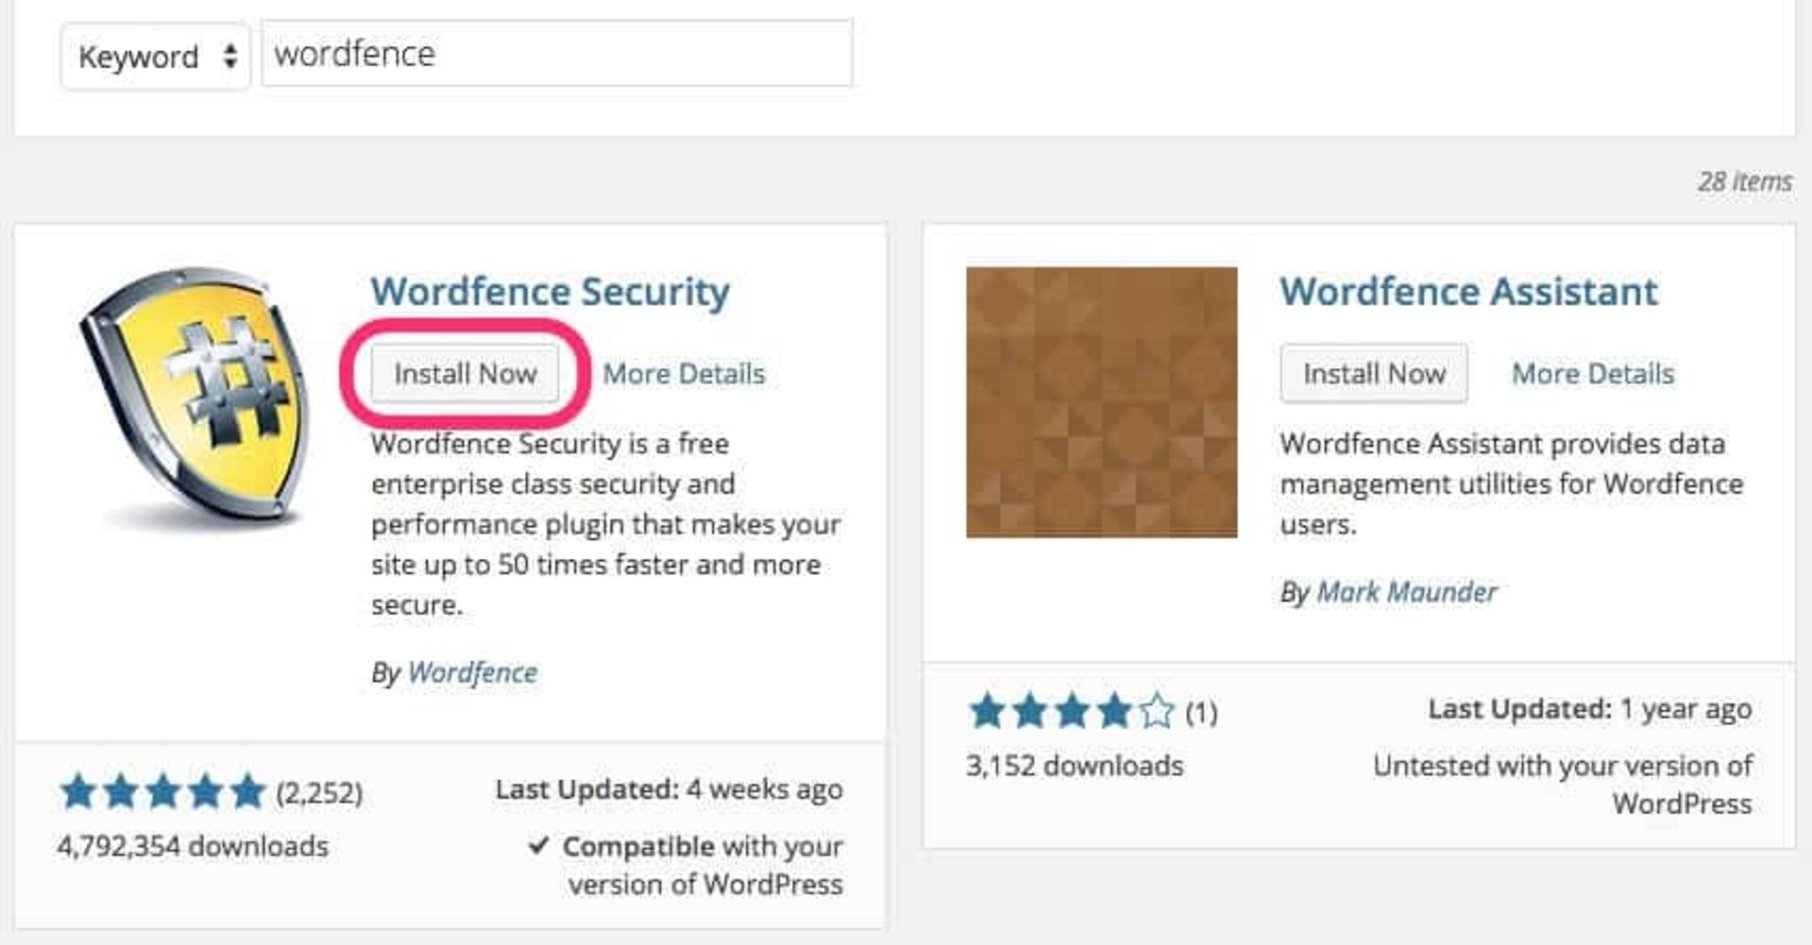 Keyword
wordfence
28 items
Wordfence Security
Install Now
More Details
Wordfence Security is a free
enterprise class security and
performance plugin that makes your
site up to 50 times faster and more
secure.
By Wordfence
(2,252)
4,792,354 downloads
Last Updated: 4 weeks ago
✔ Compatible with your
version of WordPress
Wordfence Assistant
Install Now
More Details
Wordfence Assistant provides data
management utilities for Wordfence
users.
By Mark Maunder
(1)
3,152 downloads
Last Updated: 1 year ago
Untested with your version of
WordPress